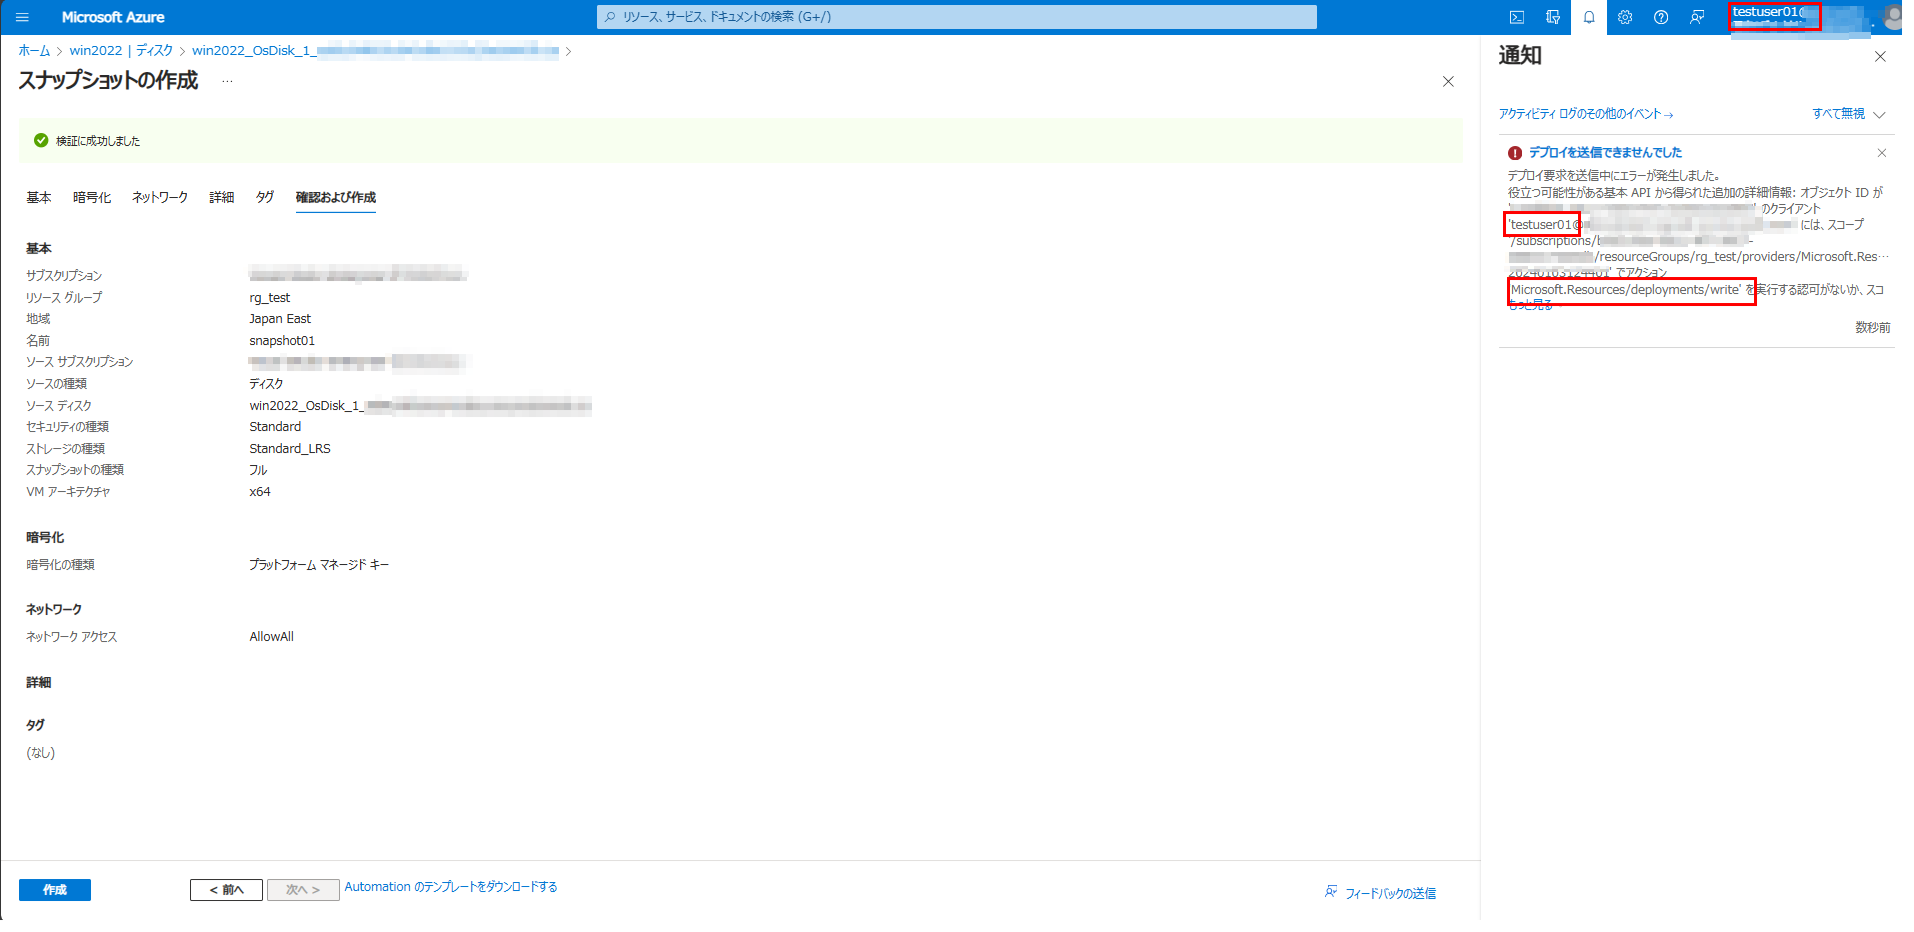 Microsoft Azure
リソース、サービス、ドキュメントの検索 (G+/)
testuser01@
ホーム > win2022 | ディスク > win2022_OsDisk_1_ >
スナップショットの作成 …
検証に成功しました
基本 暗号化 ネットワーク 詳細 タグ 確認および作成
基本
サブスクリプション
リソース グループ rg_test
地域 Japan East
名前 snapshot01
ソース サブスクリプション
ソースの種類 ディスク
ソース ディスク win2022_OsDisk_1_
セキュリティの種類 Standard
ストレージの種類 Standard_LRS
スナップショットの種類 フル
VM アーキテクチャ x64
暗号化
暗号化の種類 プラットフォーム マネージド キー
ネットワーク
ネットワーク アクセス AllowAll
詳細
タグ
(なし)
作成 < 前へ 次へ > Automation のテンプレートをダウンロードする フィードバックの送信
通知
アクティビティ ログのその他のイベント → すべて無視
デプロイを送信できませんでした
デプロイ要求を送信中にエラーが発生しました。
役立つ可能性がある基本 API から得られた追加の詳細情報: オブジェクト ID が
' ' のクライアント
'testuser01@ には、スコープ
'/subscriptions/
/resourceGroups/rg_test/providers/Microsoft.Res…
20240163124401' でアクション
'Microsoft.Resources/deployments/write' を実行する認可がないか、スコ
もっと見る
数秒前